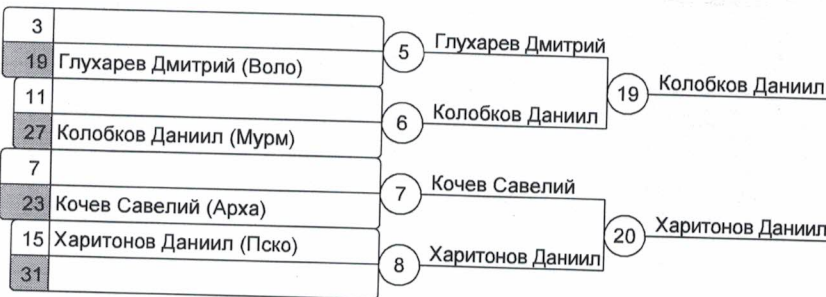 3
19 Глухарев Дмитрий (Воло)
11
27 Колобков Даниил (Мурм)
7
23 Кочев Савелий (Арха)
15 Харитонов Даниил (Пско)
31
5 Глухарев Дмитрий
6 Колобков Даниил
7 Кочев Савелий
8 Харитонов Даниил
19 Колобков Даниил
20 Харитонов Даниил